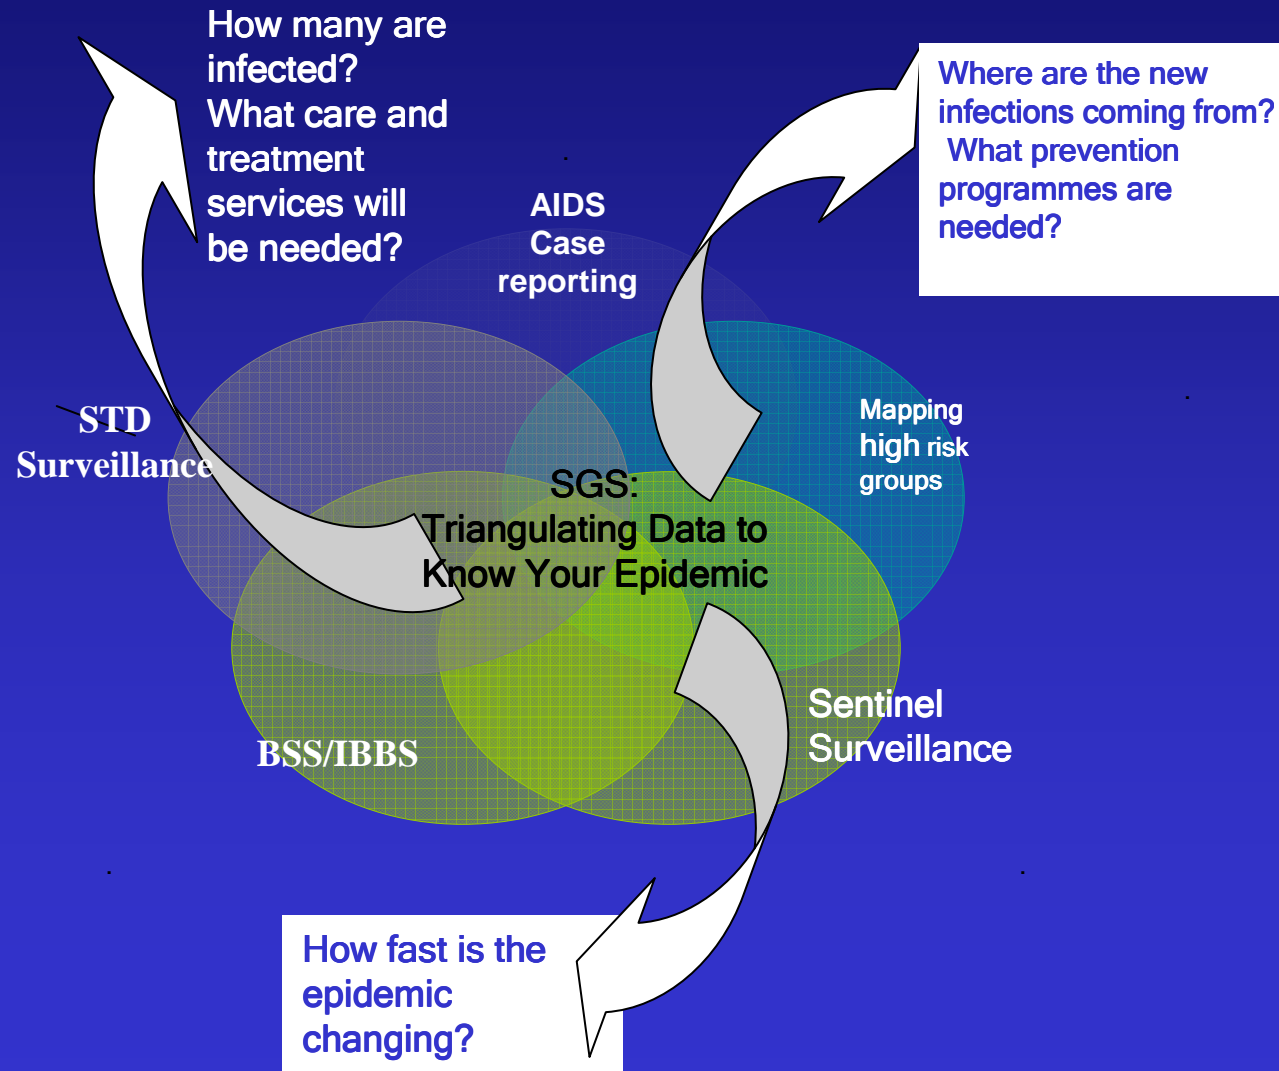 How many are
infected?
What care and
treatment
services will
be needed?
Where are the new
infections coming from?
What prevention
programmes are
needed?
AIDS
Case
reporting
STD
Surveillance
Mapping
high risk
groups
SGS:
Triangulating Data to
Know Your Epidemic
BSS/IBBS
Sentinel
Surveillance
How fast is the
epidemic
changing?